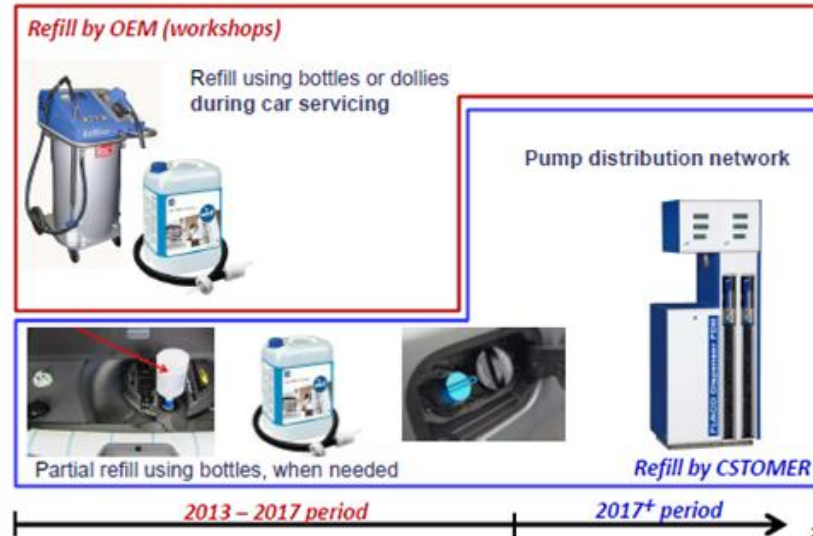 Refill by OEM (workshops)
Refill using bottles or dollies
during car servicing
Pump distribution network
Partial refill using bottles, when needed
Refill by CSTOMER
2013 – 2017 period
2017+ period